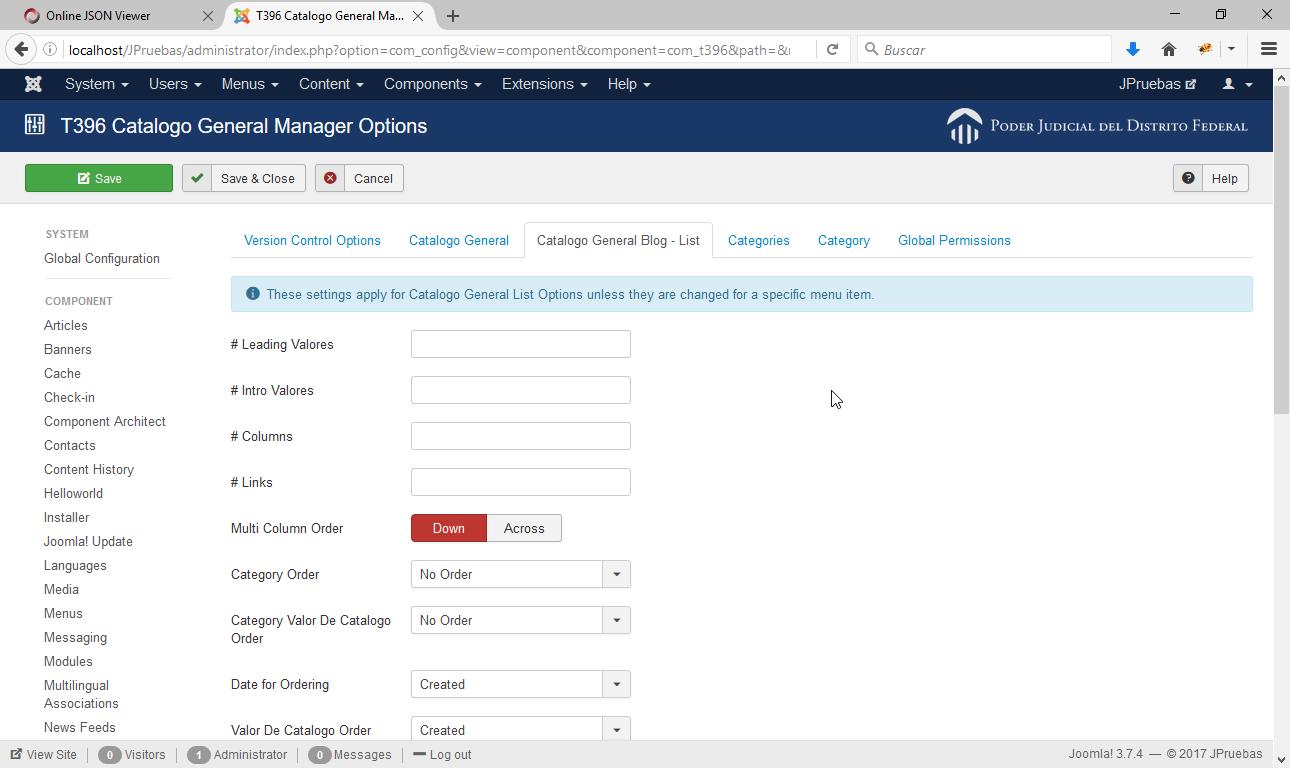 Online JSON Viewer
T396 Catalogo General Ma...
localhost/JPruebas/administrator/index.php?option=com_config&view=component&component=com_t396&path=&
Buscar
System Users Menus Content Components Extensions Help JPruebas
T396 Catalogo General Manager Options
Poder Judicial del Distrito Federal
Save
Save & Close
Cancel
Help
SYSTEM
Global Configuration
COMPONENT
Articles
Banners
Cache
Check-in
Component Architect
Contacts
Content History
Helloworld
Installer
Joomla! Update
Languages
Media
Menus
Messaging
Modules
Multilingual
Associations
News Feeds
Version Control Options Catalogo General Catalogo General Blog - List Categories Category Global Permissions
These settings apply for Catalogo General List Options unless they are changed for a specific menu item.
# Leading Valores
# Intro Valores
# Columns
# Links
Multi Column Order Down Across
Category Order No Order
Category Valor De Catalogo No Order
Order
Date for Ordering Created
Valor De Catalogo Order Created
View Site 0 Visitors 1 Administrator 0 Messages Log out
Joomla! 3.7.4 — © 2017 JPruebas